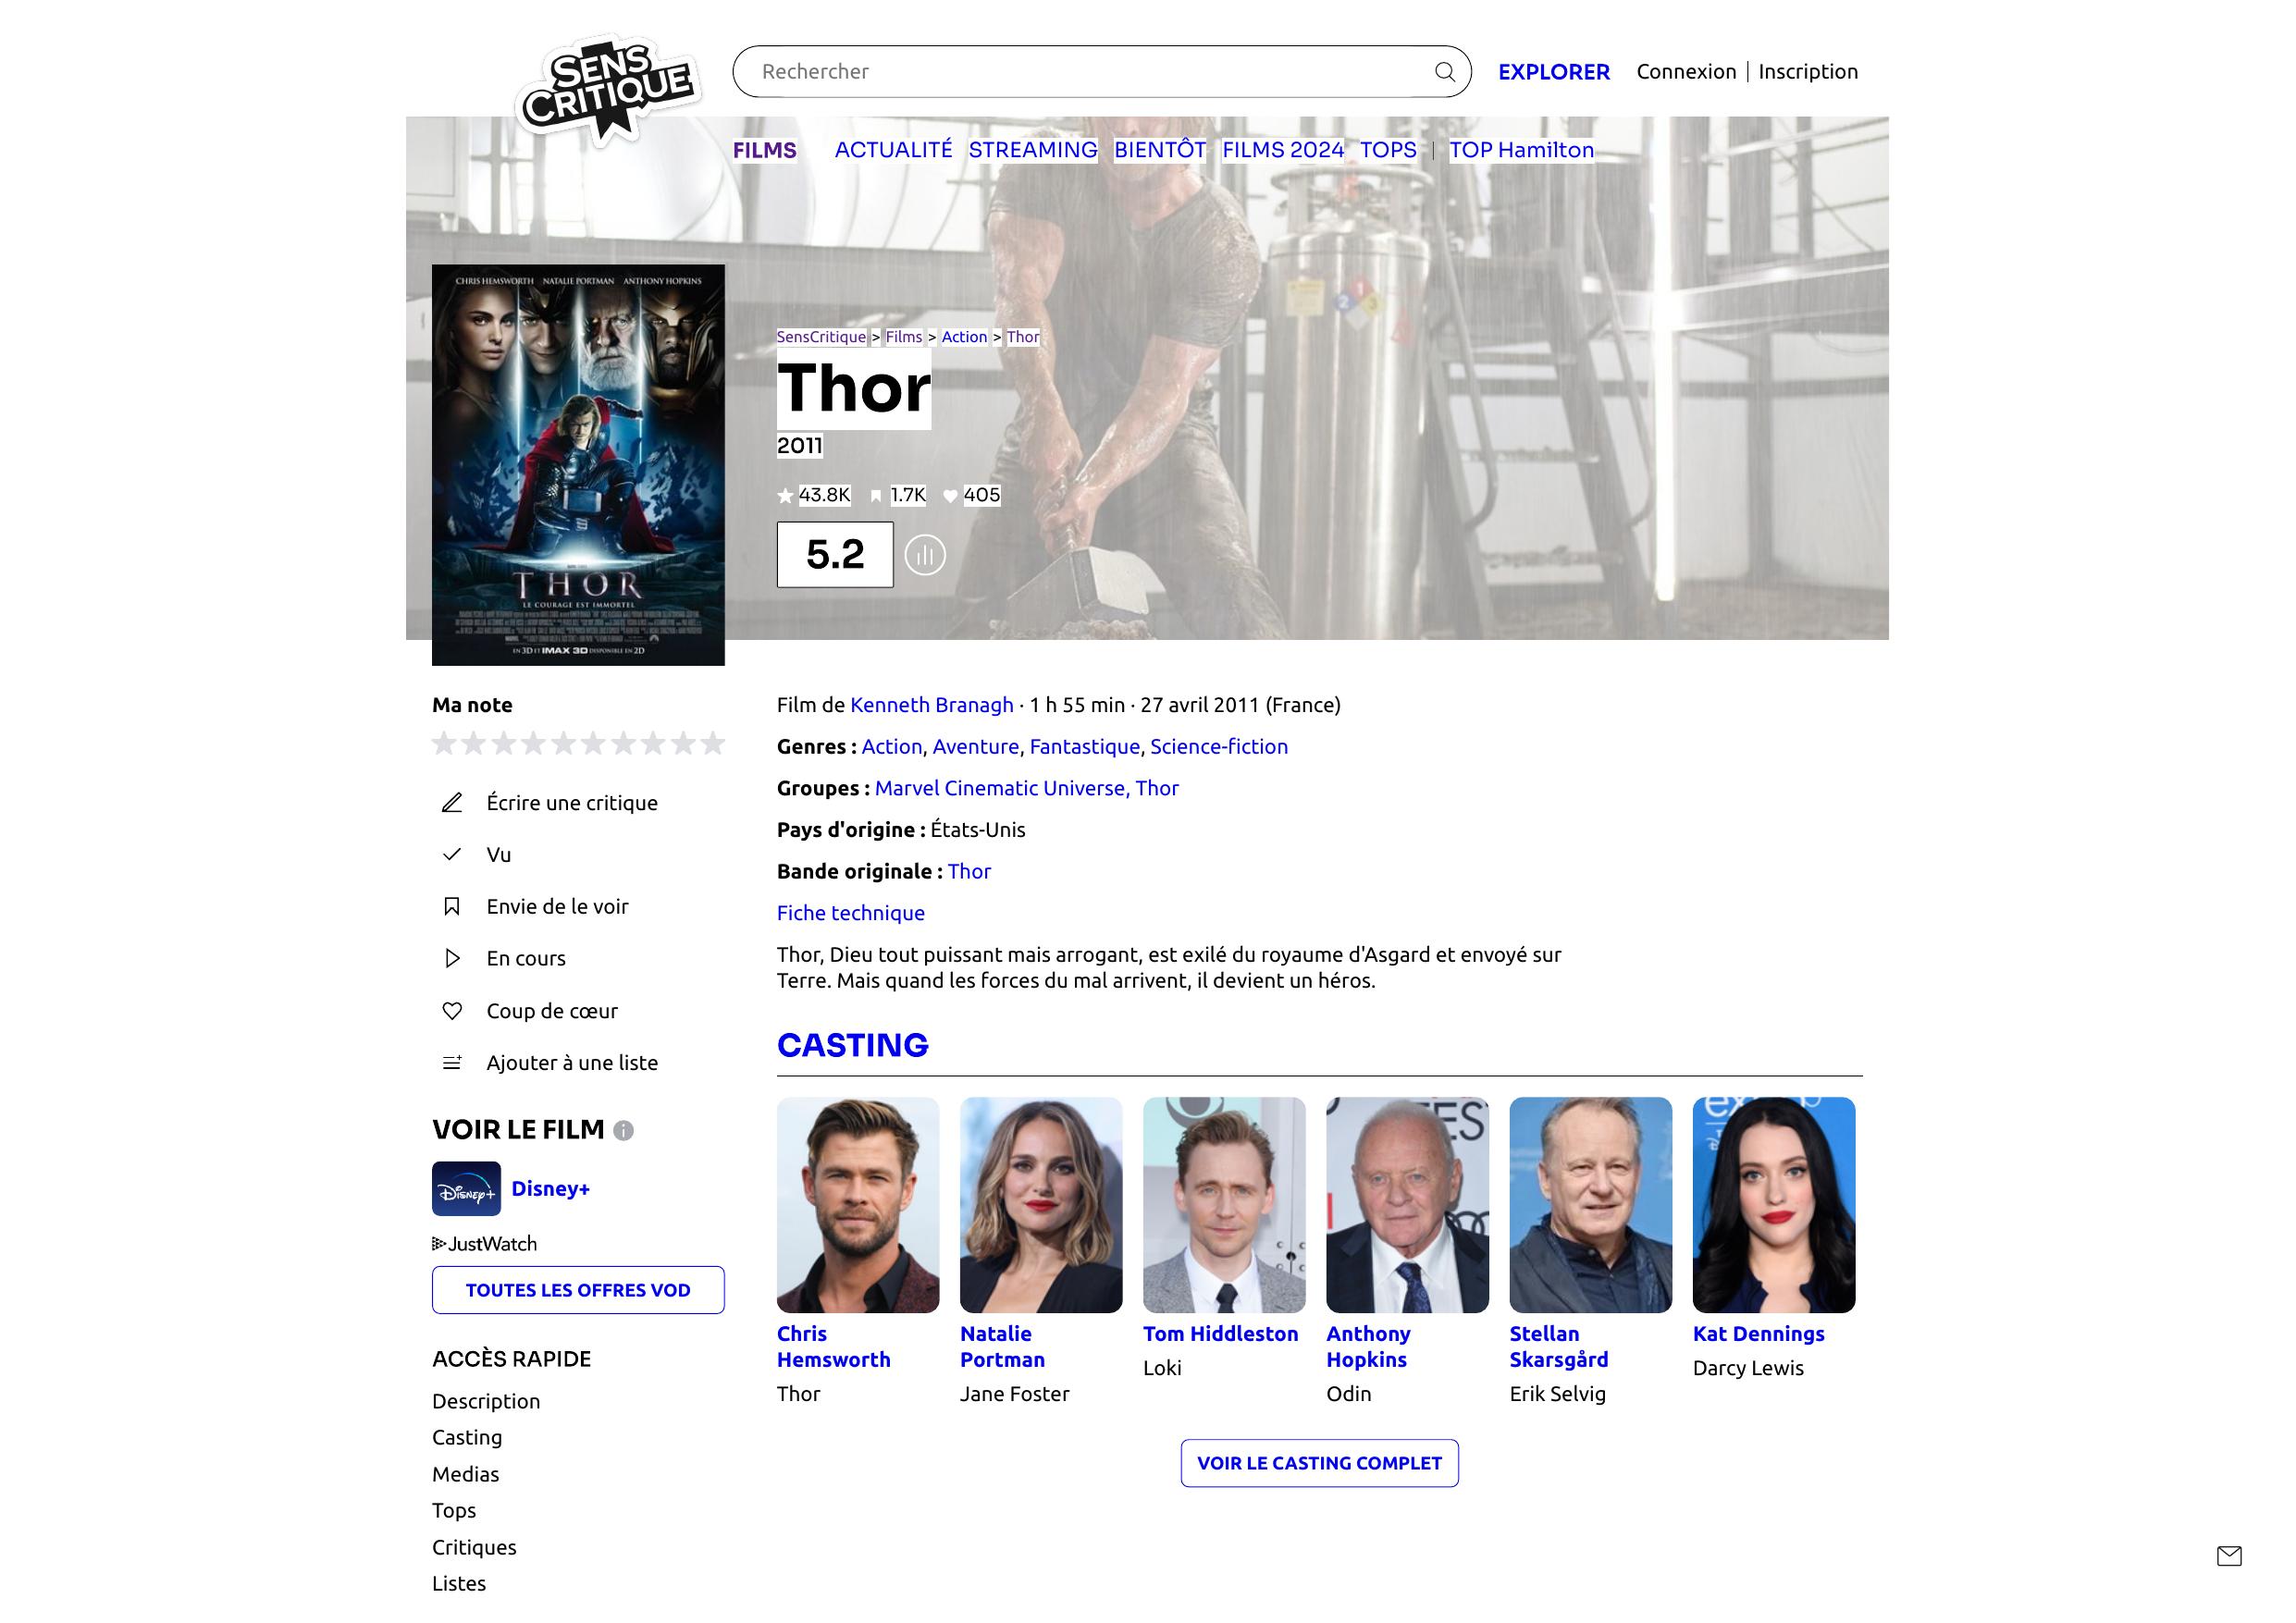 SENS
CRITIQUE
Rechercher
EXPLORER
Connexion | Inscription
FILMS
ACTUALITÉ
STREAMING
BIENTÔT
FILMS 2024
TOPS
|
TOP Hamilton
CHRIS HEMSWORTH NATALIE PORTMAN ANTHONY HOPKINS
THOR
LE COURAGE EST IMMORTEL
EN 3D ET IMAX 3D DISPONIBLE EN 2D
SensCritique > Films > Action > Thor
Thor
2011
43.8K 1.7K 405
5.2
Ma note
Écrire une critique
Vu
Envie de le voir
En cours
Coup de cœur
Ajouter à une liste
VOIR LE FILM
Disney+
Disney+
JustWatch
TOUTES LES OFFRES VOD
ACCÈS RAPIDE
Description
Casting
Medias
Tops
Critiques
Listes
Film de Kenneth Branagh · 1 h 55 min · 27 avril 2011 (France)
Genres : Action, Aventure, Fantastique, Science-fiction
Groupes : Marvel Cinematic Universe, Thor
Pays d'origine : États-Unis
Bande originale : Thor
Fiche technique
Thor, Dieu tout puissant mais arrogant, est exilé du royaume d'Asgard et envoyé sur
Terre. Mais quand les forces du mal arrivent, il devient un héros.
CASTING
Chris
Hemsworth
Thor
Natalie
Portman
Jane Foster
Tom Hiddleston
Loki
Anthony
Hopkins
Odin
Stellan
Skarsgård
Erik Selvig
Kat Dennings
Darcy Lewis
VOIR LE CASTING COMPLET